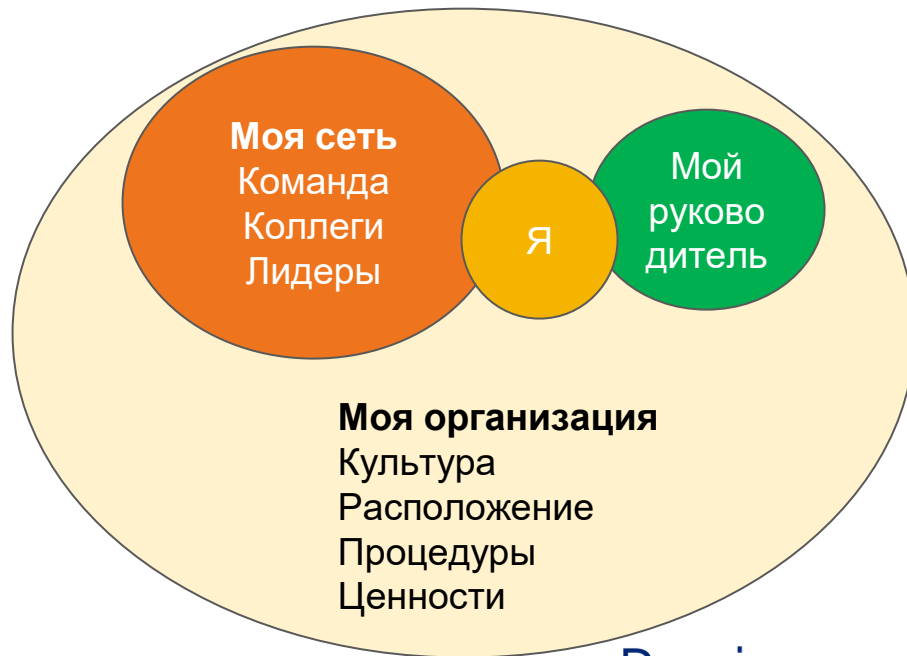 Моя сеть
Команда
Коллеги
Лидеры
Я
Мой
руково
дитель
Моя организация
Культура
Расположение
Процедуры
Ценности